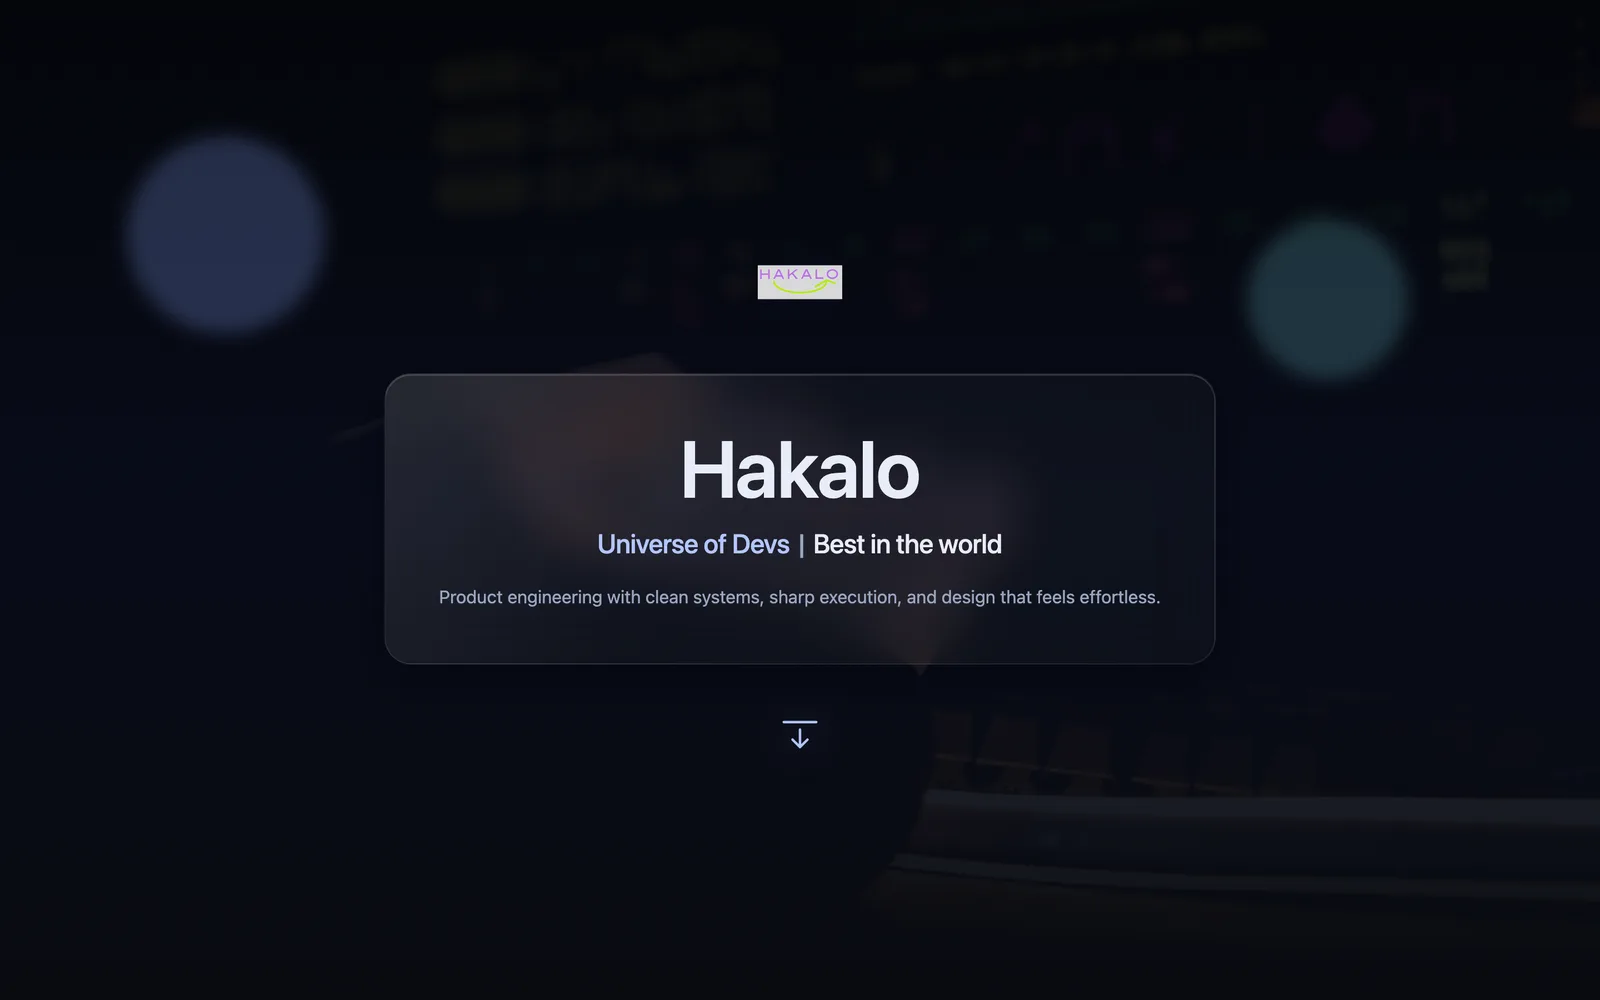 HAKALO
Hakalo
Universe of Devs | Best in the world
Product engineering with clean systems, sharp execution, and design that feels effortless.